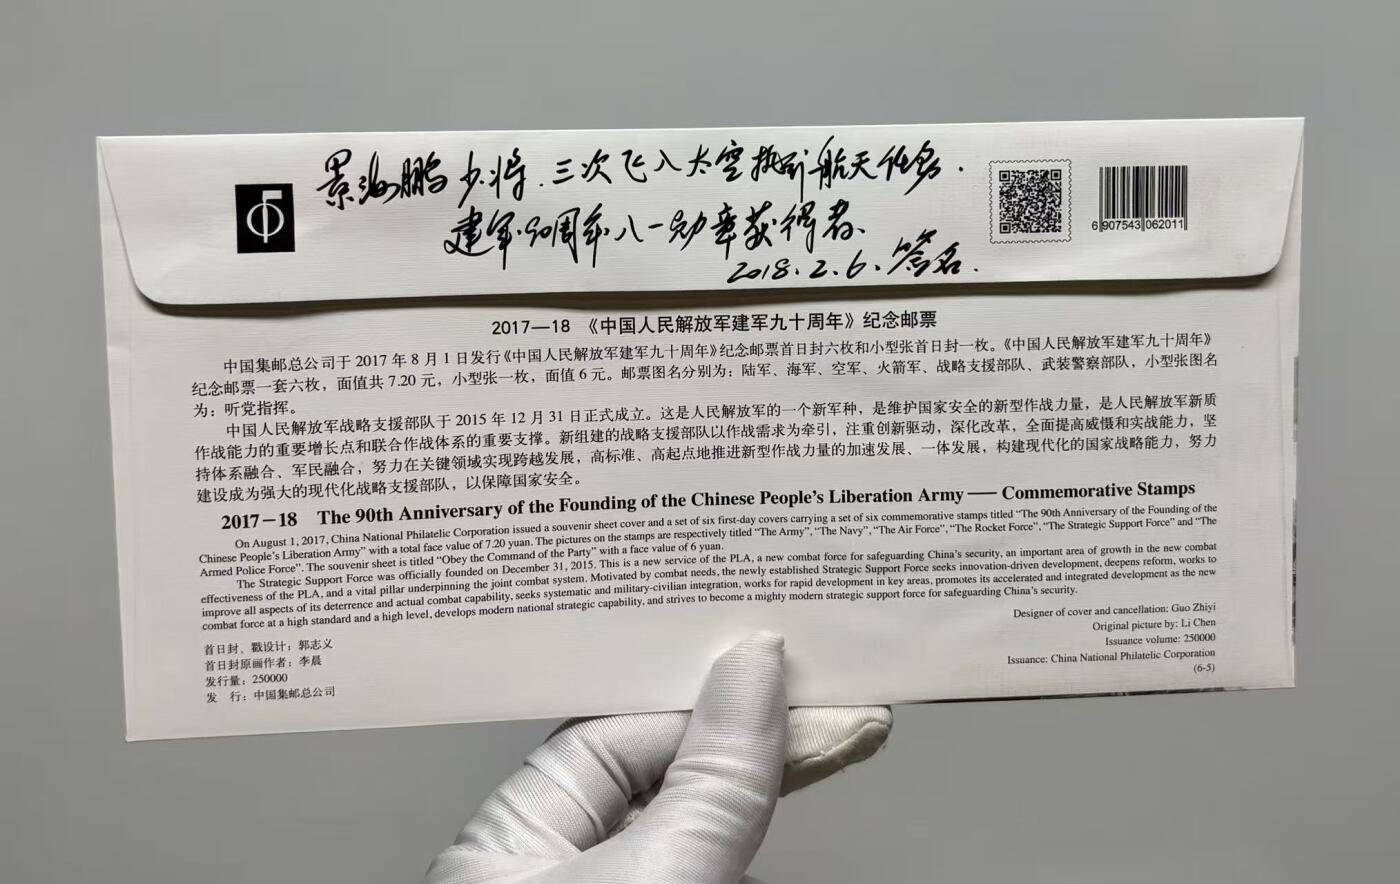 景海鹏少将.三次飞入太空执行航天任务.
建军90周年八一勋章获得者、
2018.2.6.签名.
6 907543 062011
2017—18 《中国人民解放军建军九十周年》纪念邮票
中国集邮总公司于 2017 年 8 月 1 日发行《中国人民解放军建军九十周年》纪念邮票首日封六枚和小型张首日封一枚。《中国人民解放军建军九十周年》
纪念邮票一套六枚，面值共 7.20 元，小型张一枚，面值 6 元。邮票图名分别为：陆军、海军、空军、火箭军、战略支援部队、武装警察部队，小型张图名
为：听党指挥。
中国人民解放军战略支援部队于 2015 年 12 月 31 日正式成立。这是人民解放军的一个新军种，是维护国家安全的新型作战力量，是人民解放军新质
作战能力的重要增长点和联合作战体系的重要支撑。新组建的战略支援部队以作战需求为牵引，注重创新驱动，深化改革，全面提高威慑和实战能力，坚
持体系融合、军民融合，努力在关键领域实现跨越发展，高标准、高起点地推进新型作战力量的加速发展、一体发展，构建现代化的国家战略能力，努力
建设成为强大的现代化战略支援部队，以保障国家安全。
2017－18 The 90th Anniversary of the Founding of the Chinese People's Liberation Army —— Commemorative Stamps
On August 1, 2017, China National Philatelic Corporation issued a souvenir sheet cover and a set of six first-day covers carrying a set of six commemorative stamps titled "The 90th Anniversary of the Founding of the
Chinese People's Liberation Army" with a total face value of 7.20 yuan. The pictures on the stamps are respectively titled "The Army", "The Navy", "The Air Force", "The Rocket Force", "The Strategic Support Force" and "The
Armed Police Force". The souvenir sheet is titled "Obey the Command of the Party" with a face value of 6 yuan.
The Strategic Support Force was officially founded on December 31, 2015. This is a new service of the PLA, a new combat force for safeguarding China's security, an important area of growth in the new combat
effectiveness of the PLA, and a vital pillar underpinning the joint combat system. Motivated by combat needs, the newly established Strategic Support Force seeks innovation-driven development, deepens reform, works to
improve all aspects of its deterrence and actual combat capability, seeks systematic and military-civilian integration, works for rapid development in key areas, promotes its accelerated and integrated development as the new
combat force at a high standard and a high level, develops modern national strategic capability, and strives to become a mighty modern strategic support force for safeguarding China's security.
首日封、戳设计：郭志义
首日封原画作者：李晨
发行量：250000
发 行：中国集邮总公司
Designer of cover and cancellation: Guo Zhiyi
Original picture by: Li Chen
Issuance volume: 250000
Issuance: China National Philatelic Corporation
(6-5)